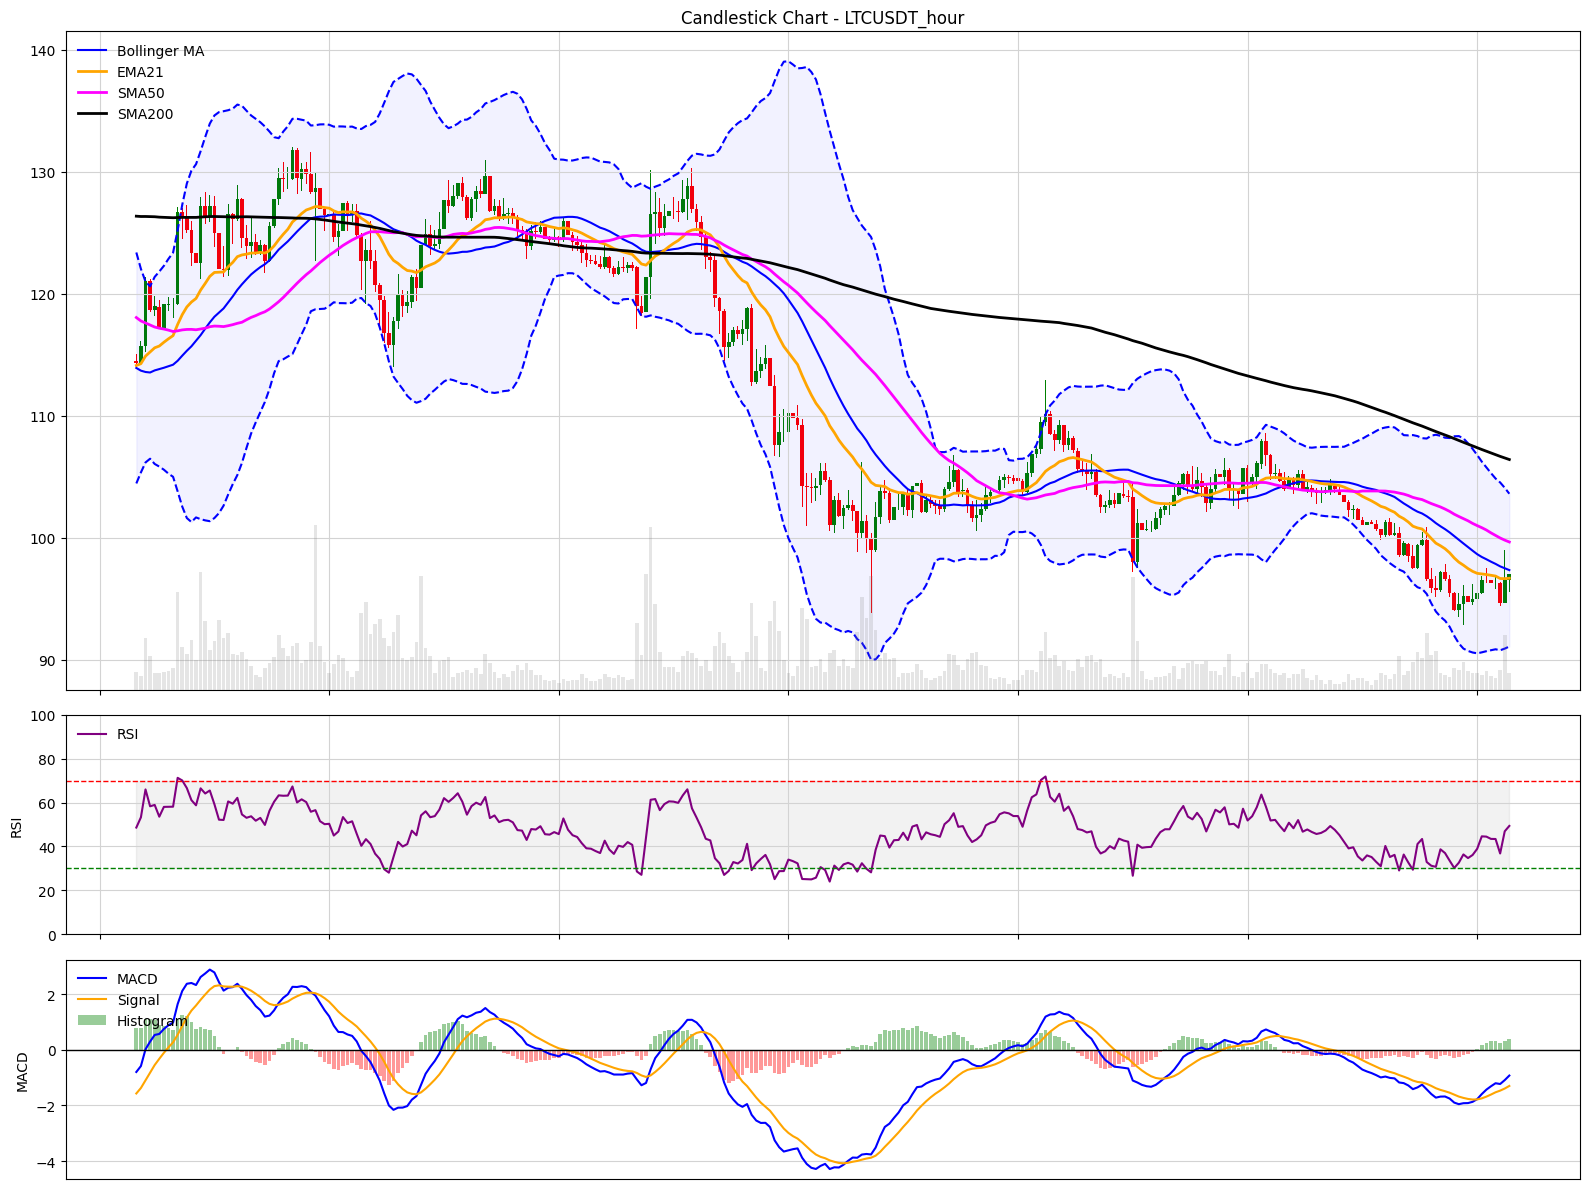 Candlestick Chart - LTCUSDT_hour
140
130
120
110
100
90
Bollinger MA
EMA21
SMA50
SMA200
100
80
60
40
20
0
RSI
RSI
2
0
−2
−4
MACD
MACD
Signal
Histogram